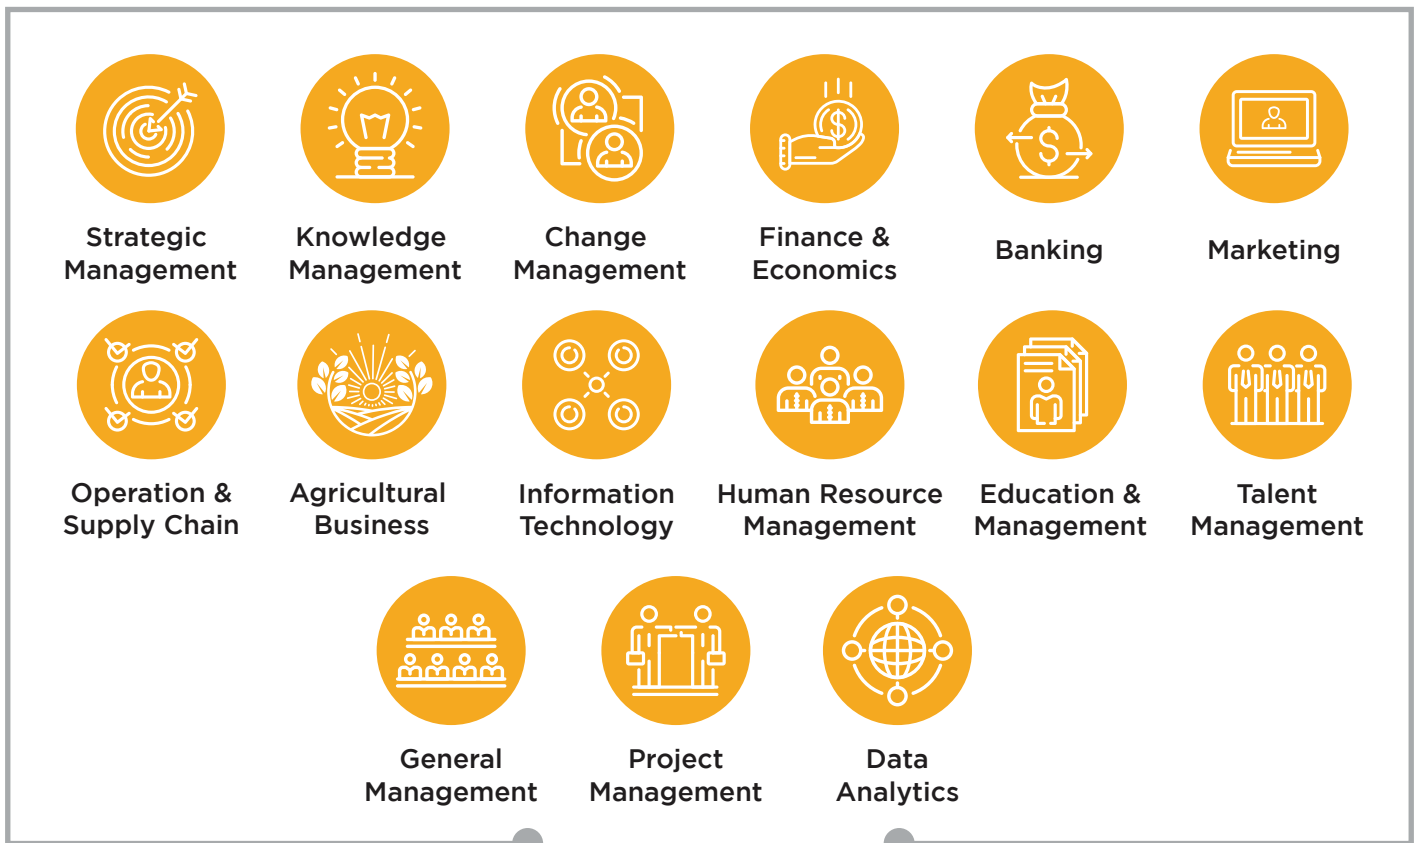 Strategic
Management
Knowledge
Management
Change
Management
Finance &
Economics
Banking
Marketing
Operation &
Supply Chain
Agricultural
Business
Information
Technology
Human Resource
Management
Education &
Management
Talent
Management
General
Management
Project
Management
Data
Analytics